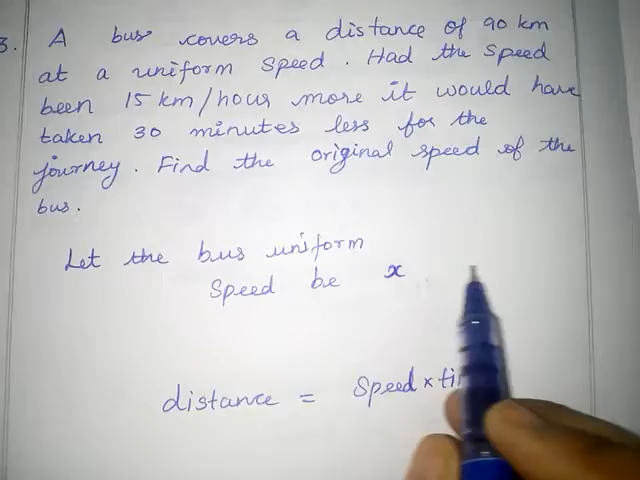 3. A bus covers a distance of 90 km
at a uniform speed. Had the speed
been 15 km/hour more it would have
taken 30 minutes less for the
journey. Find the original speed of the
bus.
Let the bus uniform
Speed be x
distance = Speed ×